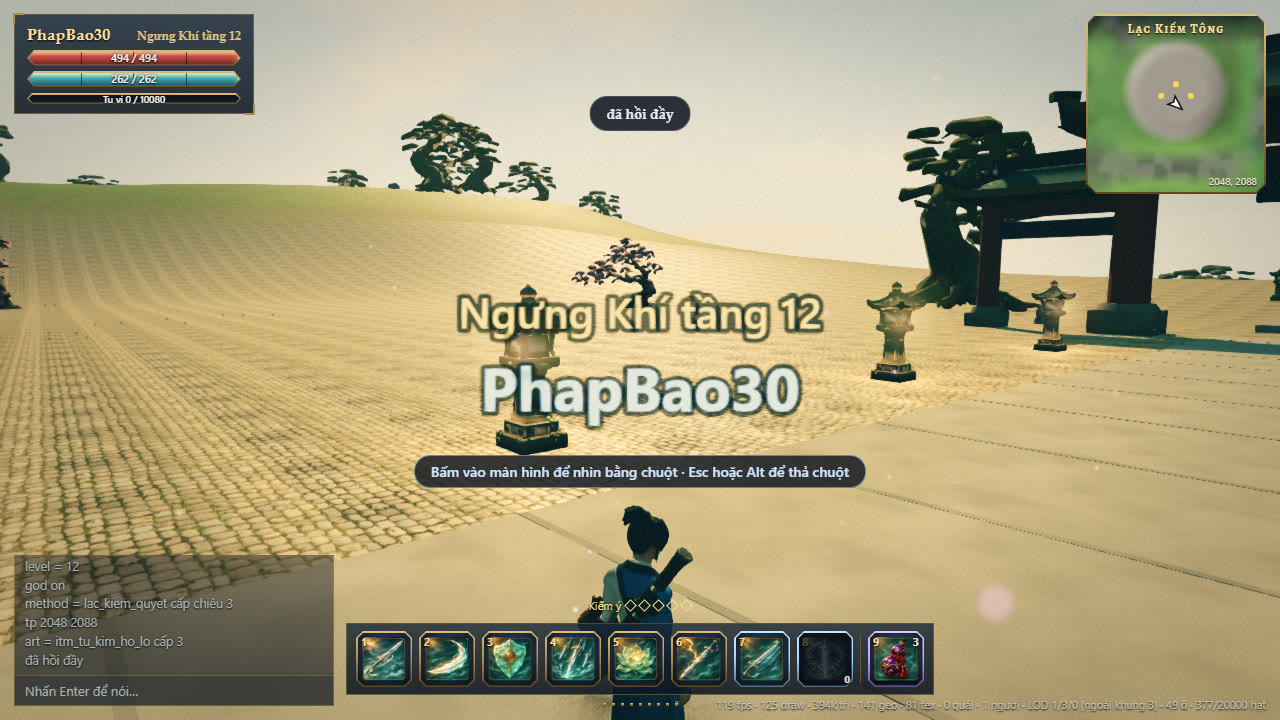 PhapBao30 Ngưng Khí tầng 12
494 / 494
262 / 262
Tu vi 0 / 10080
đã hồi đầy
LẠC KIẾM TÔNG
2048, 2088
Ngưng Khí tầng 12
PhapBao30
Bấm vào màn hình để nhìn bằng chuột · Esc hoặc Alt để thả chuột
level = 12
god on
method = lac_kiem_quyet cấp chiêu 3
tp 2048 2088
art = itm_tu_kim_ho_lo cấp 3
đã hồi đầy
Nhấn Enter để nói...
Kiếm ý
1 2 3 4 5 6 7 8 0 9 3
119 fps · 125 draw · 394k tri · 141 geo · 81 tex · 0 quái · 1 người · LOD 1/3/0 (ngoài khung 3) · 49 ô · 377/20000 hạt